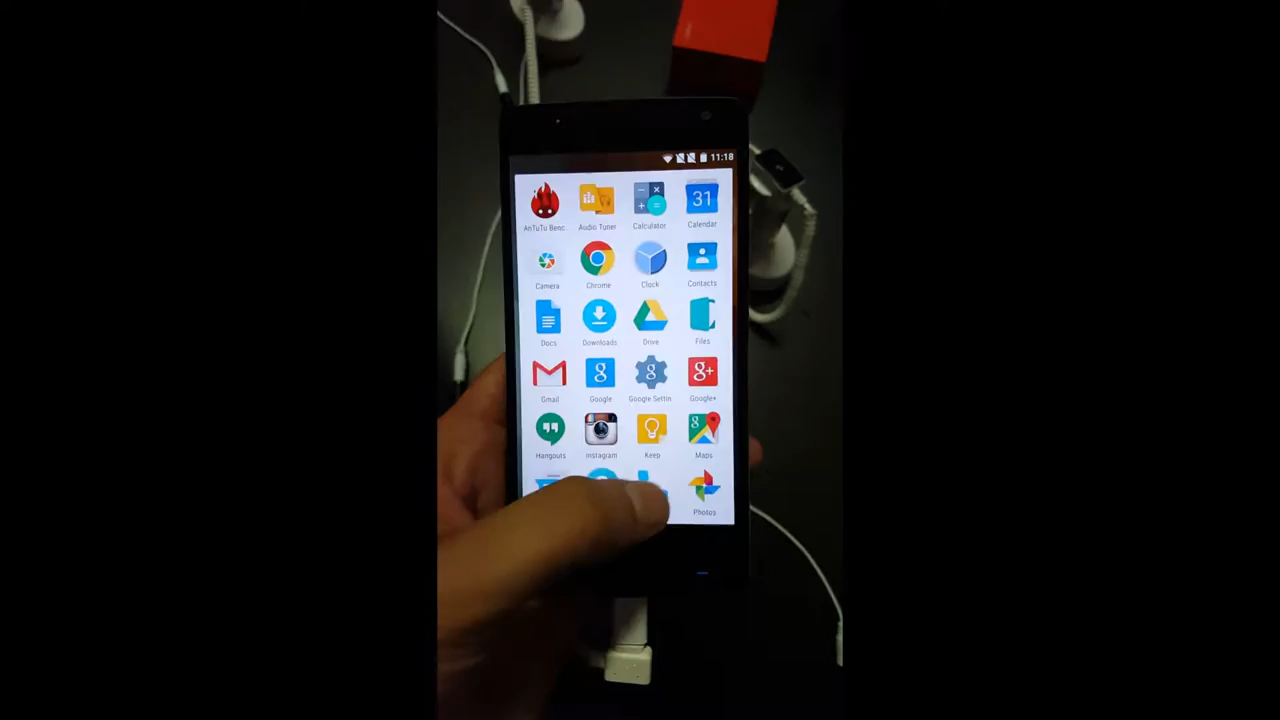 11:18
AnTuTu Benc.
Audio Tuner
Calculator
31
Calendar
Camera
Chrome
Clock
Contacts
Docs
Downloads
Drive
Files
Gmail
g
Google
g
Google Settin
g+
Google+
Hangouts
Instagram
Keep
g
Maps
Photos